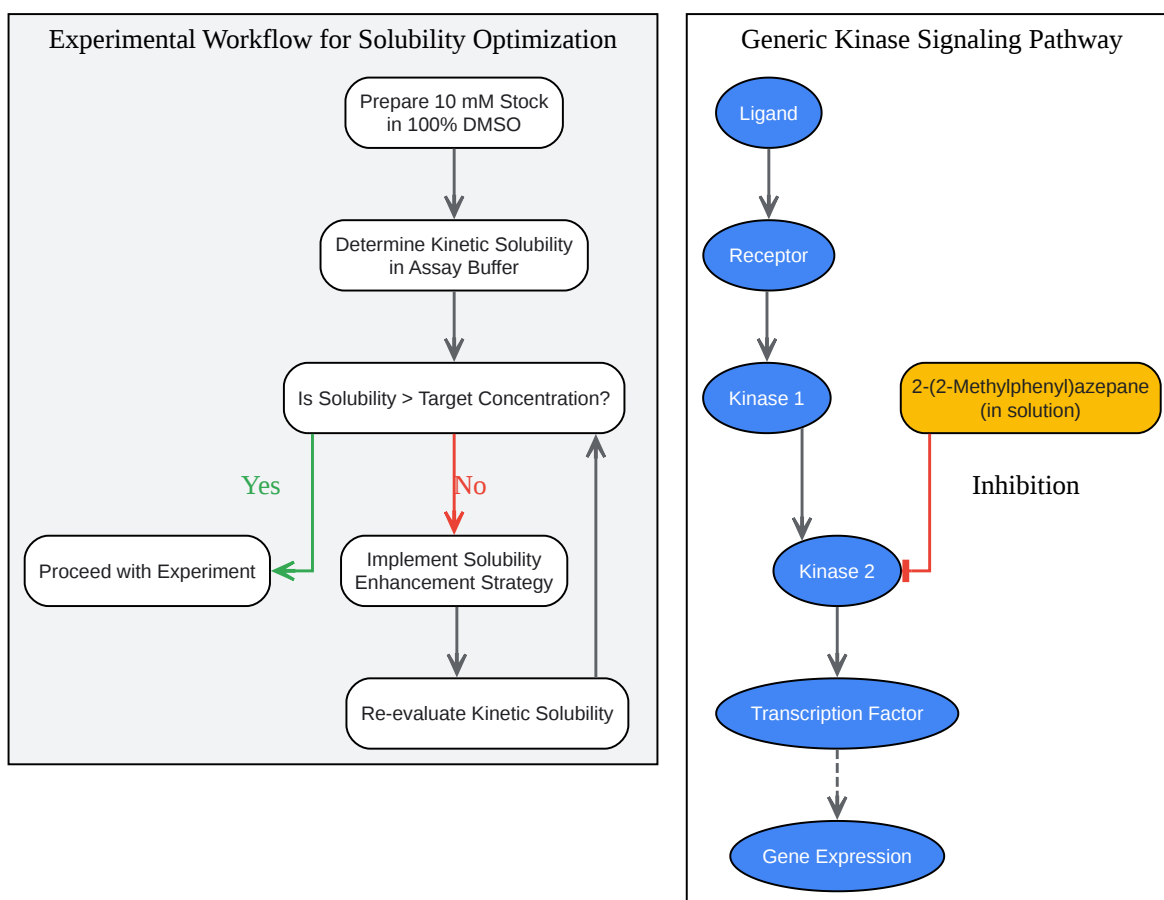 Experimental Workflow for Solubility Optimization
Prepare 10 mM Stock
in 100% DMSO
Determine Kinetic Solubility
in Assay Buffer
Is Solubility > Target Concentration?
Yes
No
Proceed with Experiment
Implement Solubility
Enhancement Strategy
Re-evaluate Kinetic Solubility
Generic Kinase Signaling Pathway
Ligand
Receptor
Kinase 1
2-(2-Methylphenyl)azepane
(in solution)
Inhibition
Kinase 2
Transcription Factor
Gene Expression